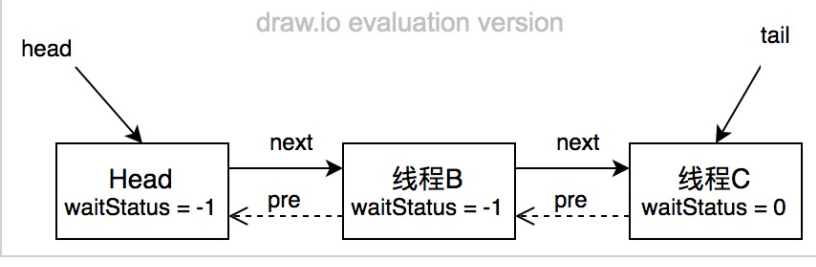 draw.io evaluation version
head
tail
next
next
Head
waitStatus = -1
线程B
waitStatus = -1
线程C
waitStatus = 0
pre
pre